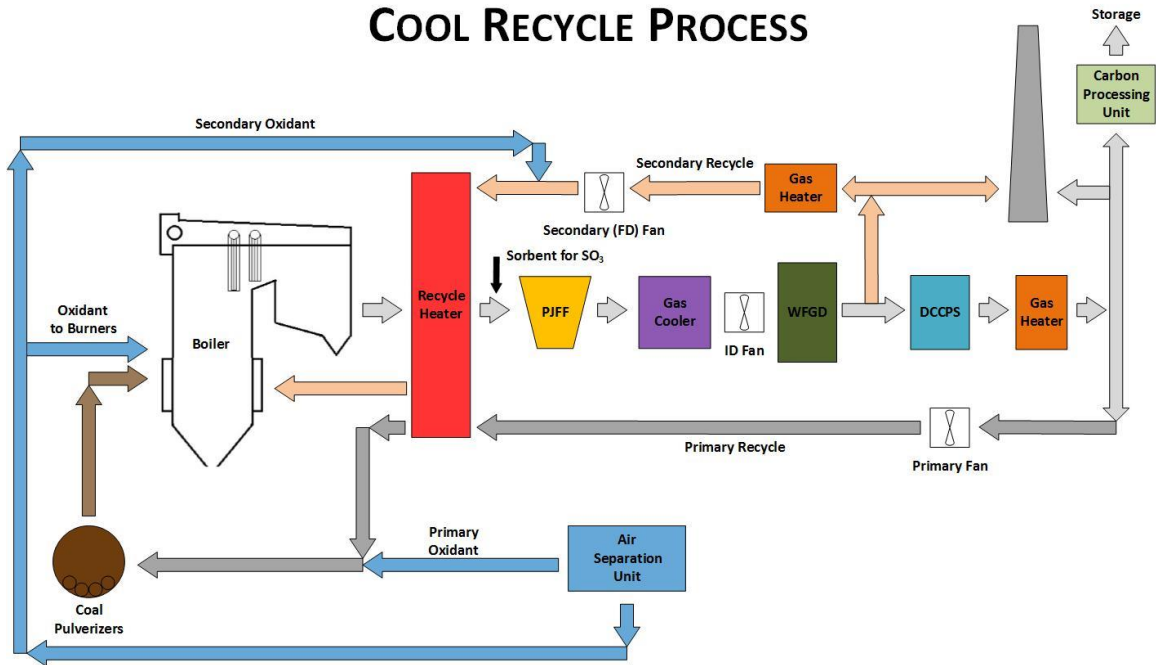 COOL RECYCLE PROCESS
Storage
Carbon
Processing
Unit
Secondary Oxidant
Secondary Recycle
Gas
Heater
Secondary (FD) Fan
Sorbent for SO₃
Oxidant
to Burners
Boiler
Recycle
Heater
PJFF
Gas
Cooler
ID Fan
WFGD
DCCPS
Gas
Heater
Primary Recycle
Primary Fan
Primary
Oxidant
Air
Separation
Unit
Coal
Pulverizers